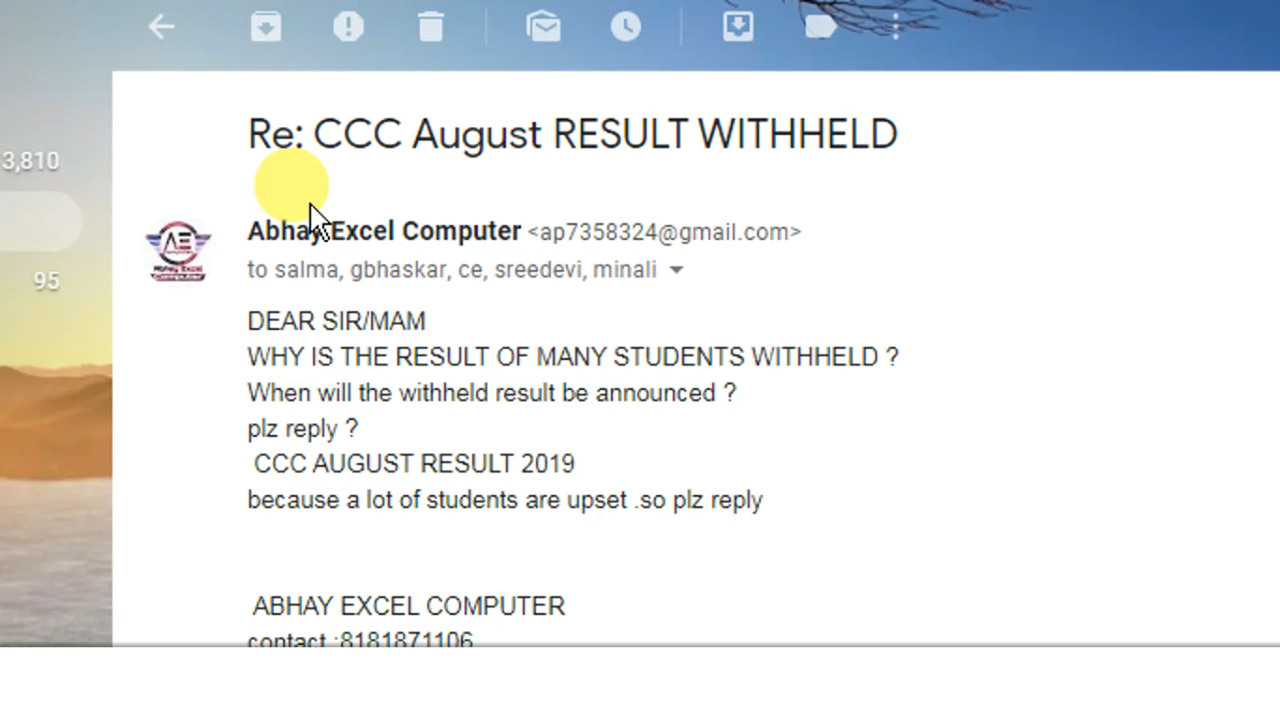 Re: CCC August RESULT WITHHELD
3,810
Abhay Excel Computer <ap7358324@gmail.com>
to salma, gbhaskar, ce, sreedevi, minali
95
DEAR SIR/MAM
WHY IS THE RESULT OF MANY STUDENTS WITHHELD ?
When will the withheld result be announced ?
plz reply ?
CCC AUGUST RESULT 2019
because a lot of students are upset .so plz reply
ABHAY EXCEL COMPUTER
contact :8181871106